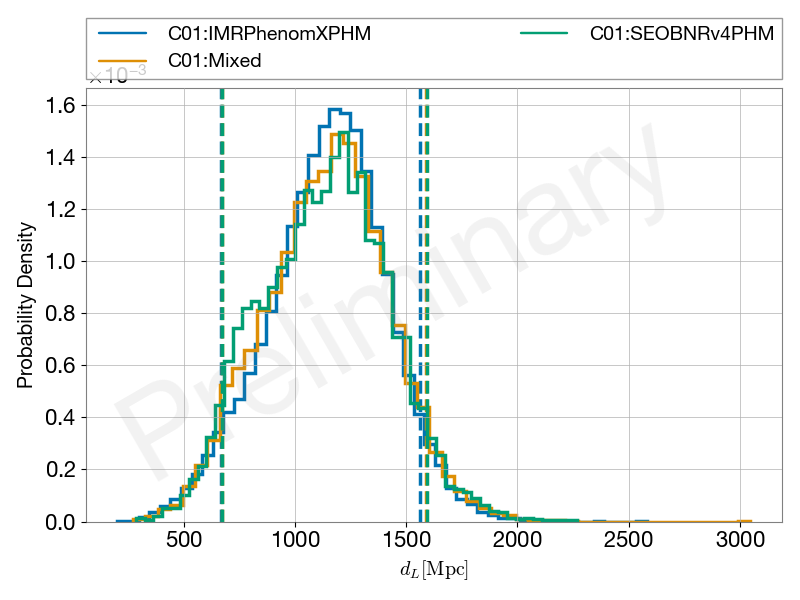 C01:IMRPhenomXPHM
C01:Mixed
C01:SEOBNRv4PHM
×10⁻³
1.6
1.4
1.2
1.0
0.8
0.6
0.4
0.2
0.0
Probability Density
Preliminary
500 1000 1500 2000 2500 3000
d_L[Mpc]